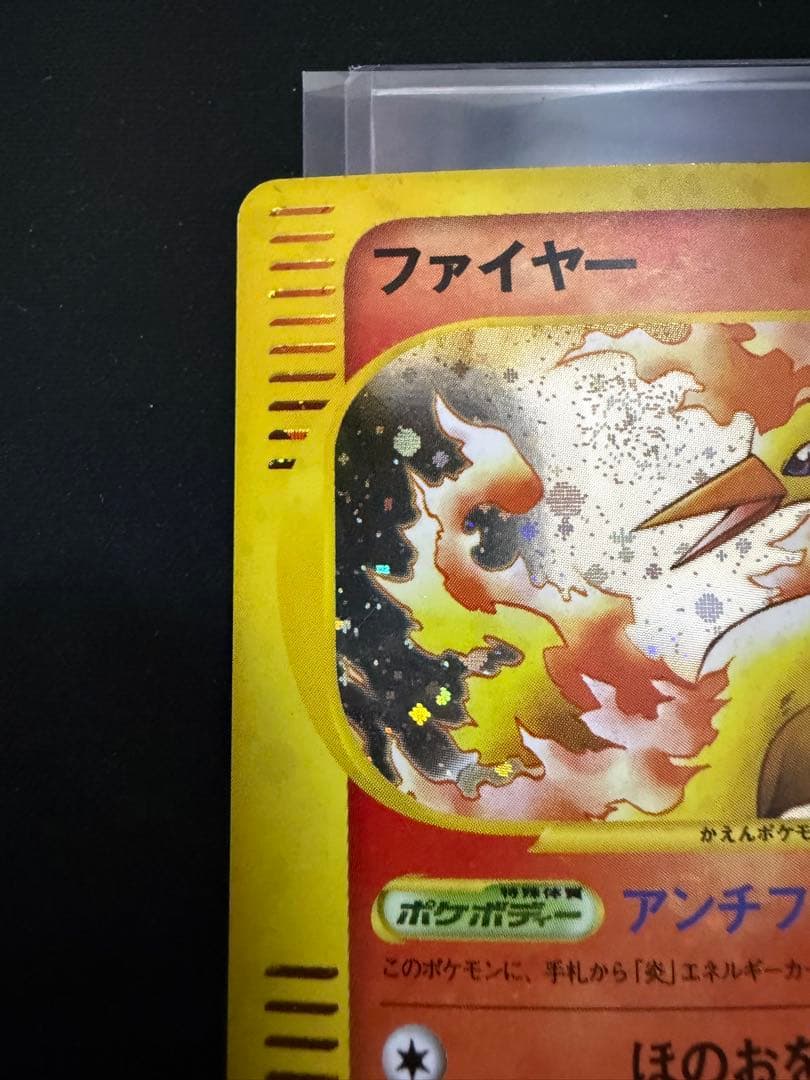 ファイヤー
かえんポケモ
特殊体質
ポケボディー
アンチフ
このポケモンに、手札から「炎」エネルギーカー
ほのおを